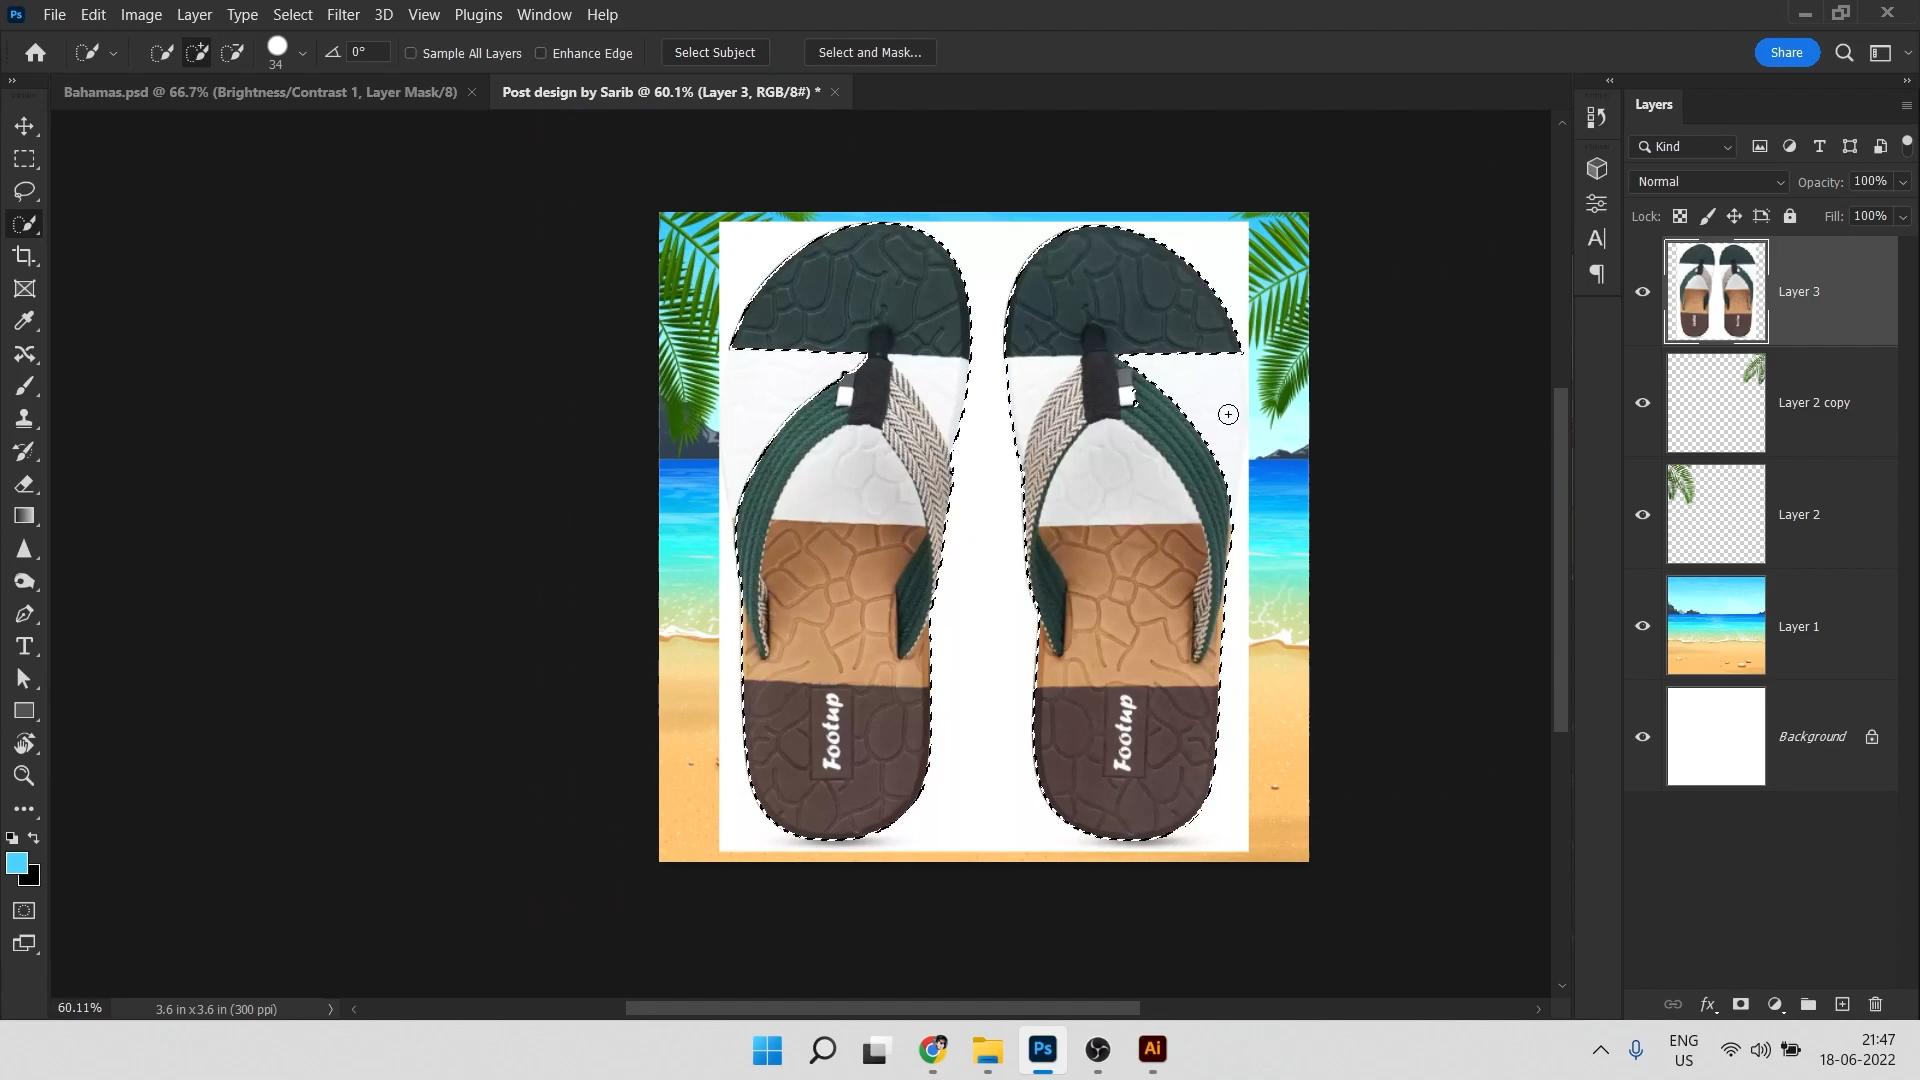 Ps File Edit Image Layer Type Select Filter 3D View Plugins Window Help
34 0° Sample All Layers Enhance Edge Select Subject Select and Mask... Share
Bahamas.psd @ 66.7% (Brightness/Contrast 1, Layer Mask/8) × Post design by Sarib @ 60.1% (Layer 3, RGB/8#) * ×
Layers
Kind
Normal Opacity: 100%
Lock: Fill: 100%
Layer 3
Layer 2 copy
Layer 2
Layer 1
Background
Footup
Footup
60.11% 3.6 in x 3.6 in (300 ppi)
Ps Ai
ENG
US
21:47
18-06-2022